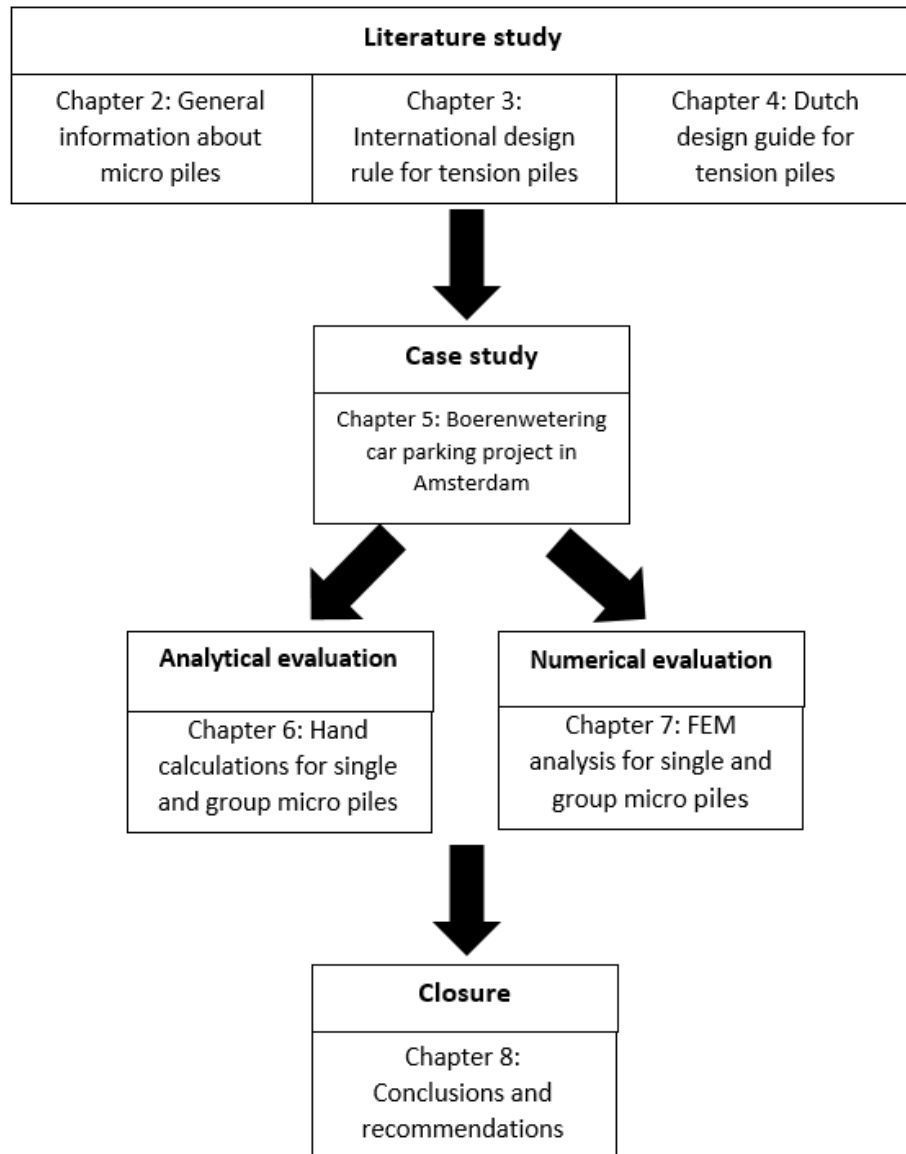 Literature study
Chapter 2: General
information about
micro piles
Chapter 3:
International design
rule for tension piles
Chapter 4: Dutch
design guide for
tension piles
Case study
Chapter 5: Boerenwetering
car parking project in
Amsterdam
Analytical evaluation
Chapter 6: Hand
calculations for single
and group micro piles
Numerical evaluation
Chapter 7: FEM
analysis for single and
group micro piles
Closure
Chapter 8:
Conclusions and
recommendations